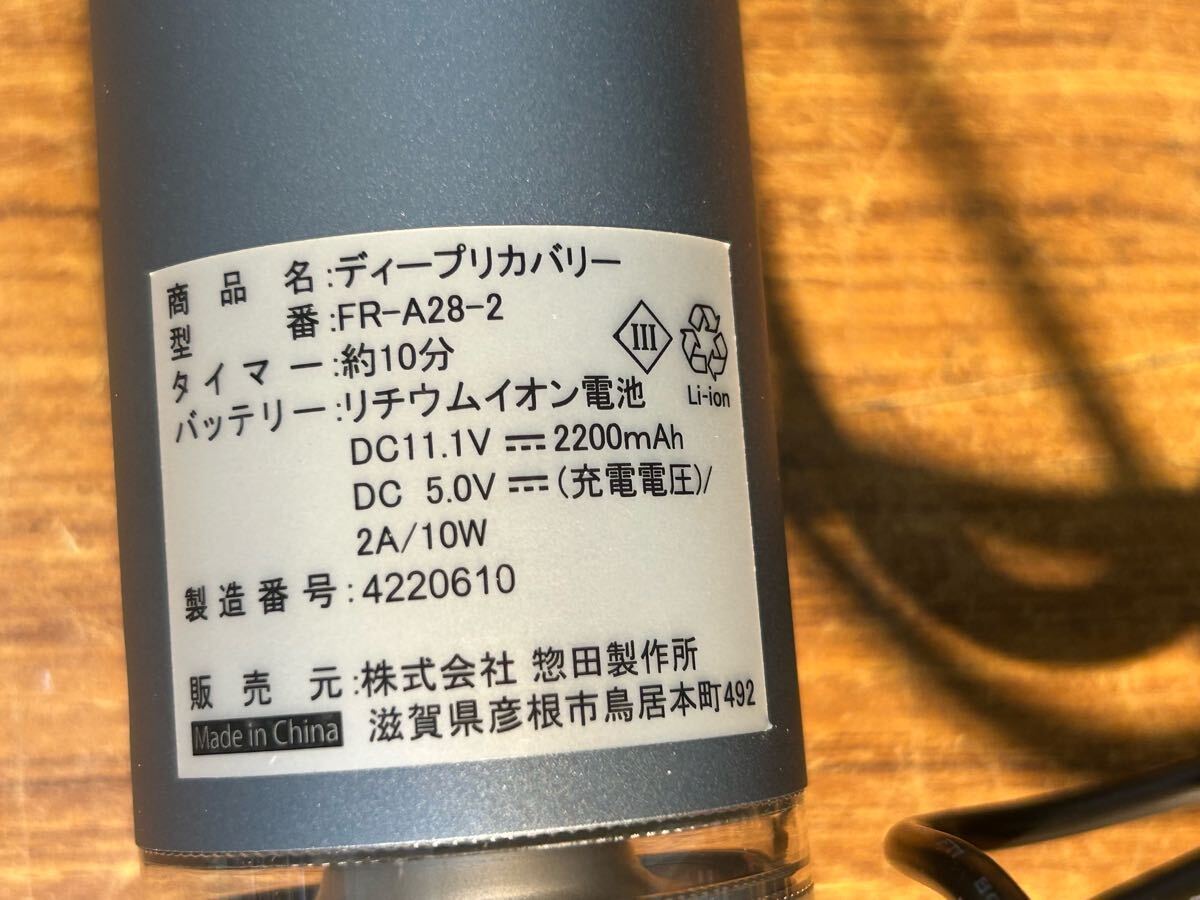 商品名:ディープリカバリー
型番:FR-A28-2
タイマー:約10分
バッテリー:リチウムイオン電池
DC11.1V ⎓ 2200mAh
DC 5.0V ⎓ (充電電圧)/
2A/10W
III
Li-ion
製造番号:4220610
販売元:株式会社 惣田製作所
滋賀県彦根市鳥居本町492
Made in China